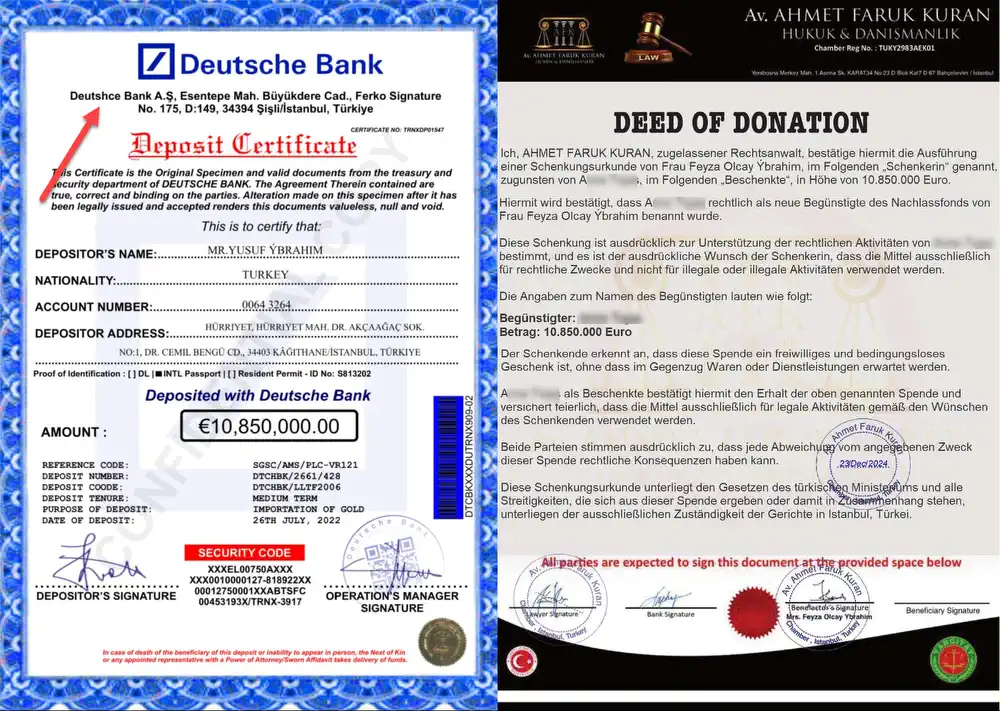 Deutsche Bank
Deutshce Bank A.Ş, Esentepe Mah. Büyükdere Cad., Ferko Signature
No. 175, D:149, 34394 Şişli/İstanbul, Türkiye
CERTIFICATE NO: TRNXDP01547
Deposit Certificate
This Certificate is the Original Specimen and valid documents from the treasury and
security department of DEUTSCHE BANK. The Agreement Therein contained are
true, correct and binding on the parties. Alteration made on this specimen after it has
been legally issued and accepted renders this documents valueless, null and void.
This is to certify that:
DEPOSITOR'S NAME: MR.YUSUF ÝBRAHIM
NATIONALITY: TURKEY
ACCOUNT NUMBER: 0064 3264
DEPOSITOR ADDRESS: HÜRRIYET, HÜRRIYET MAH. DR. AKÇAAĞAÇ SOK.
NO:1, DR. CEMIL BENGÜ CD., 34403 KÂĞITHANE/İSTANBUL, TÜRKIYE
Proof of Identification : [ ] DL |■ INTL Passport | [ ] Resident Permit - ID No: S813202
Deposited with Deutsche Bank
AMOUNT : €10,850,000.00
REFERENCE CODE: SGSC/AMS/PLC-VR121
DEPOSIT NUMBER: DTCHBK/2661/428
DEPOSIT COODE: DTCHBK/LLTF2006
DEPOSIT TENURE: MEDIUM TERM
PURPOSE OF DEPOSIT: IMPORTATION OF GOLD
DATE OF DEPOSIT: 26TH JULY, 2022
DTCBKXXXDUTRNX909-02
SECURITY CODE
XXXEL00750AXXX
XXX0010000127-818922XX
00012750001XXABTSFC
00453193X/TRNX-3917
DEPOSITOR'S SIGNATURE
Deutsche Bank
OPERATION'S MANAGER
SIGNATURE
In case of death of the beneficiary of this deposit or inability to appear in person, the Next of Kin
or any appointed representative with a Power of Attorney/Sworn Affidavit takes delivery of funds.
CONFIDENTIAL COPY
AFK
Av. AHMET FARUK KURAN
HUKUK & DANIŞMANLIK
LAW
Av. AHMET FARUK KURAN
HUKUK & DANIŞMANLIK
Chamber Reg No. : TUKY2983AEK01
Yenibosna Merkez Mah. 1 Asena Sk. KARAT34 No:23 D Blok Kat7 D 67 Bahçelievler / İstanbul
DEED OF DONATION
Ich, AHMET FARUK KURAN, zugelassener Rechtsanwalt, bestätige hiermit die Ausführung
einer Schenkungsurkunde von Frau Feyza Olcay Ýbrahim, im Folgenden „Schenkerin“ genannt,
zugunsten von A, im Folgenden „Beschenkte“, in Höhe von 10.850.000 Euro.
Hiermit wird bestätigt, dass A rechtlich als neue Begünstigte des Nachlassfonds von
Frau Feyza Olcay Ýbrahim benannt wurde.
Diese Schenkung ist ausdrücklich zur Unterstützung der rechtlichen Aktivitäten von
bestimmt, und es ist der ausdrückliche Wunsch der Schenkerin, dass die Mittel ausschließlich
für rechtliche Zwecke und nicht für illegale oder illegale Aktivitäten verwendet werden.
Die Angaben zum Namen des Begünstigten lauten wie folgt:
Begünstigter:
Betrag: 10.850.000 Euro
Der Schenkende erkennt an, dass diese Spende ein freiwilliges und bedingungsloses
Geschenk ist, ohne dass im Gegenzug Waren oder Dienstleistungen erwartet werden.
A als Beschenkte bestätigt hiermit den Erhalt der oben genannten Spende und
versichert feierlich, dass die Mittel ausschließlich für legale Aktivitäten gemäß den Wünschen
des Schenkenden verwendet werden.
Beide Parteien stimmen ausdrücklich zu, dass jede Abweichung vom angegebenen Zweck
dieser Spende rechtliche Konsequenzen haben kann.
Diese Schenkungsurkunde unterliegt den Gesetzen des türkischen Ministeriums und alle
Streitigkeiten, die sich aus dieser Spende ergeben oder damit in Zusammenhang stehen,
unterliegen der ausschließlichen Zuständigkeit der Gerichte in Istanbul, Türkei.
Ahmet Faruk Kuran
23/Dec/2024
All parties are expected to sign this document at the provided space below
Av. Ahmet Faruk Kuran
Lawyer Signature
Chamber - Istanbul, Turkey
Bank Signature
Av. Ahmet Faruk Kuran
Benefactor's Signature
Mrs. Feyza Olcay Ybrahim
Chamber - Istanbul, Turkey
Beneficiary Signature
YARGITAY